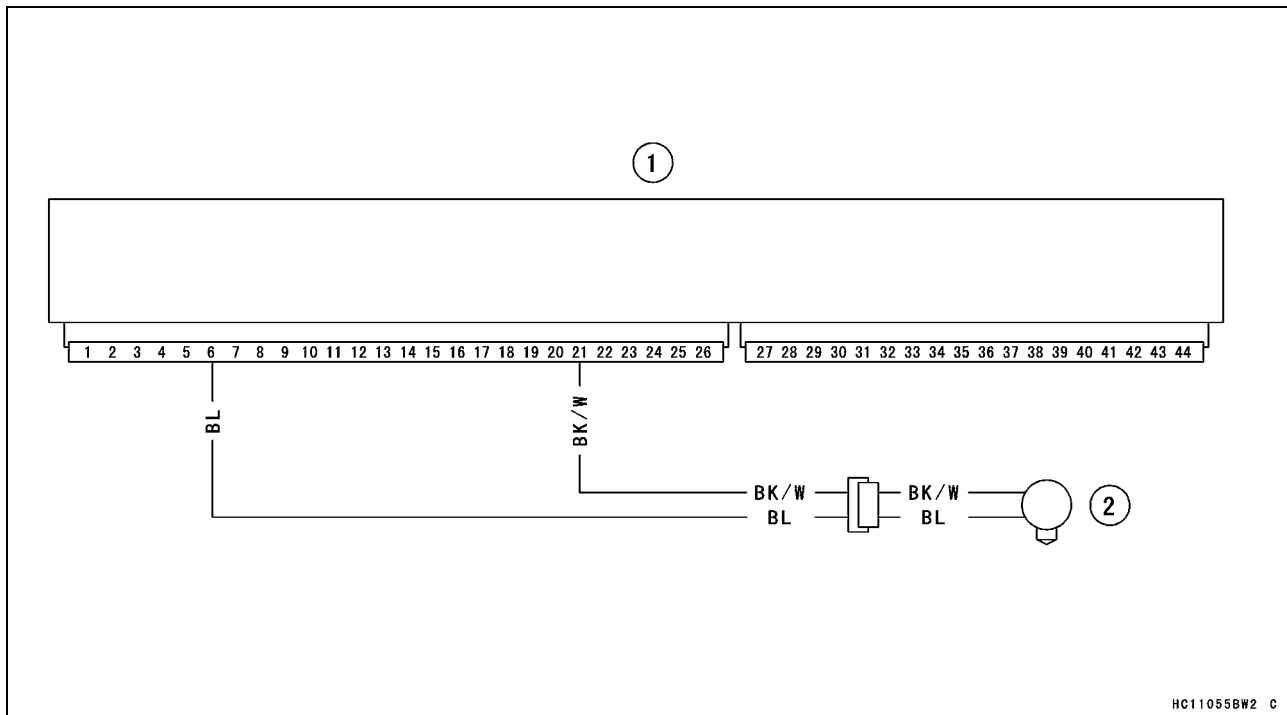 1
1 2 3 4 5 6 7 8 9 10 11 12 13 14 15 16 17 18 19 20 21 22 23 24 25 26 27 28 29 30 31 32 33 34 35 36 37 38 39 40 41 42 43 44
BL
BK/W
BK/W BK/W
BL BL
2
HC11055BW2 C